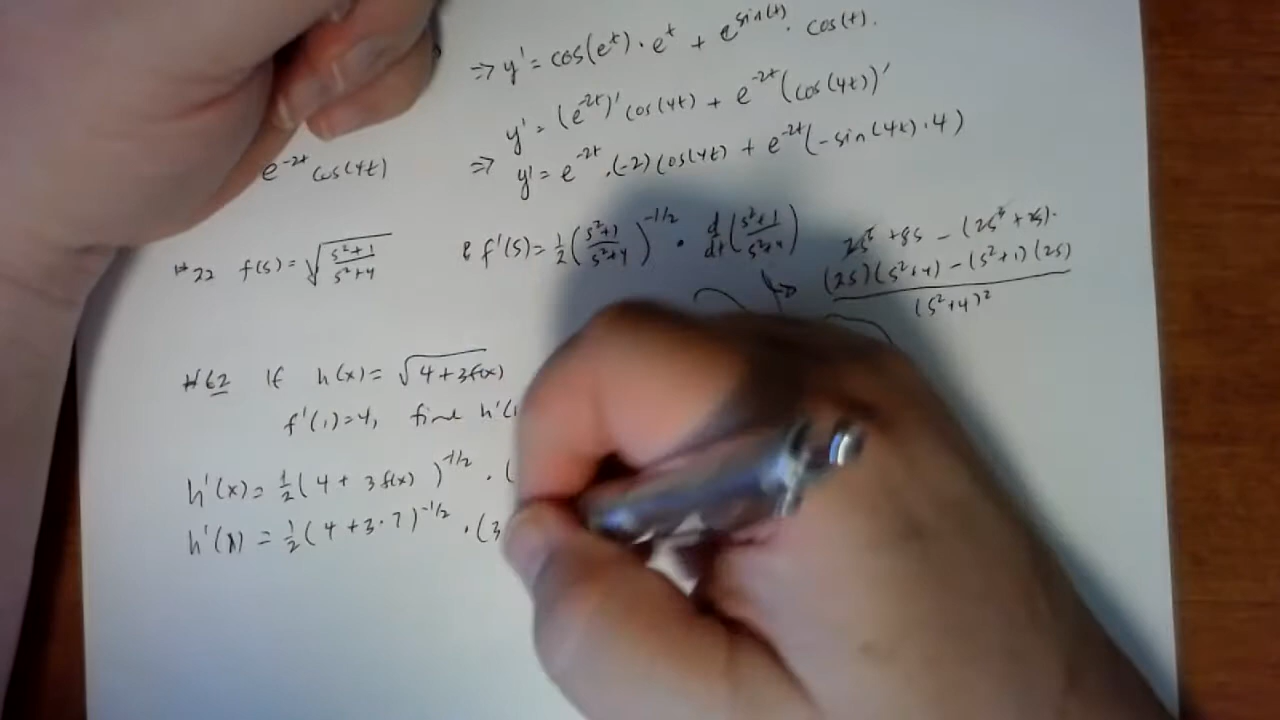 ⇒ y' = cos(e^t) · e^t + e^sin(t) · cos(t).
y' = (e^-2t)' cos(4t) + e^-2t (cos(4t))'
e^-2t cos(4t)
⇒ y' = e^-2t · (-2) cos(4t) + e^-2t (-sin(4t) · 4)
#22 f(s) = √((s²+1)/(s²+4))
f'(s) = 1/2 ((s²+1)/(s²+4))^-1/2 · d/dt ((s²+1)/(s²+4))
+ 8s - (2s³ + 2s).
(2s)(s²+4) - (s²+1)(2s)
(s²+4)²
#62 If h(x) = √(4+3f(x))
f'(1)=4, find h'(1
h'(x) = 1/2 (4 + 3f(x))^-1/2 · (
h'(1) = 1/2 (4 + 3·7)^-1/2 · (3